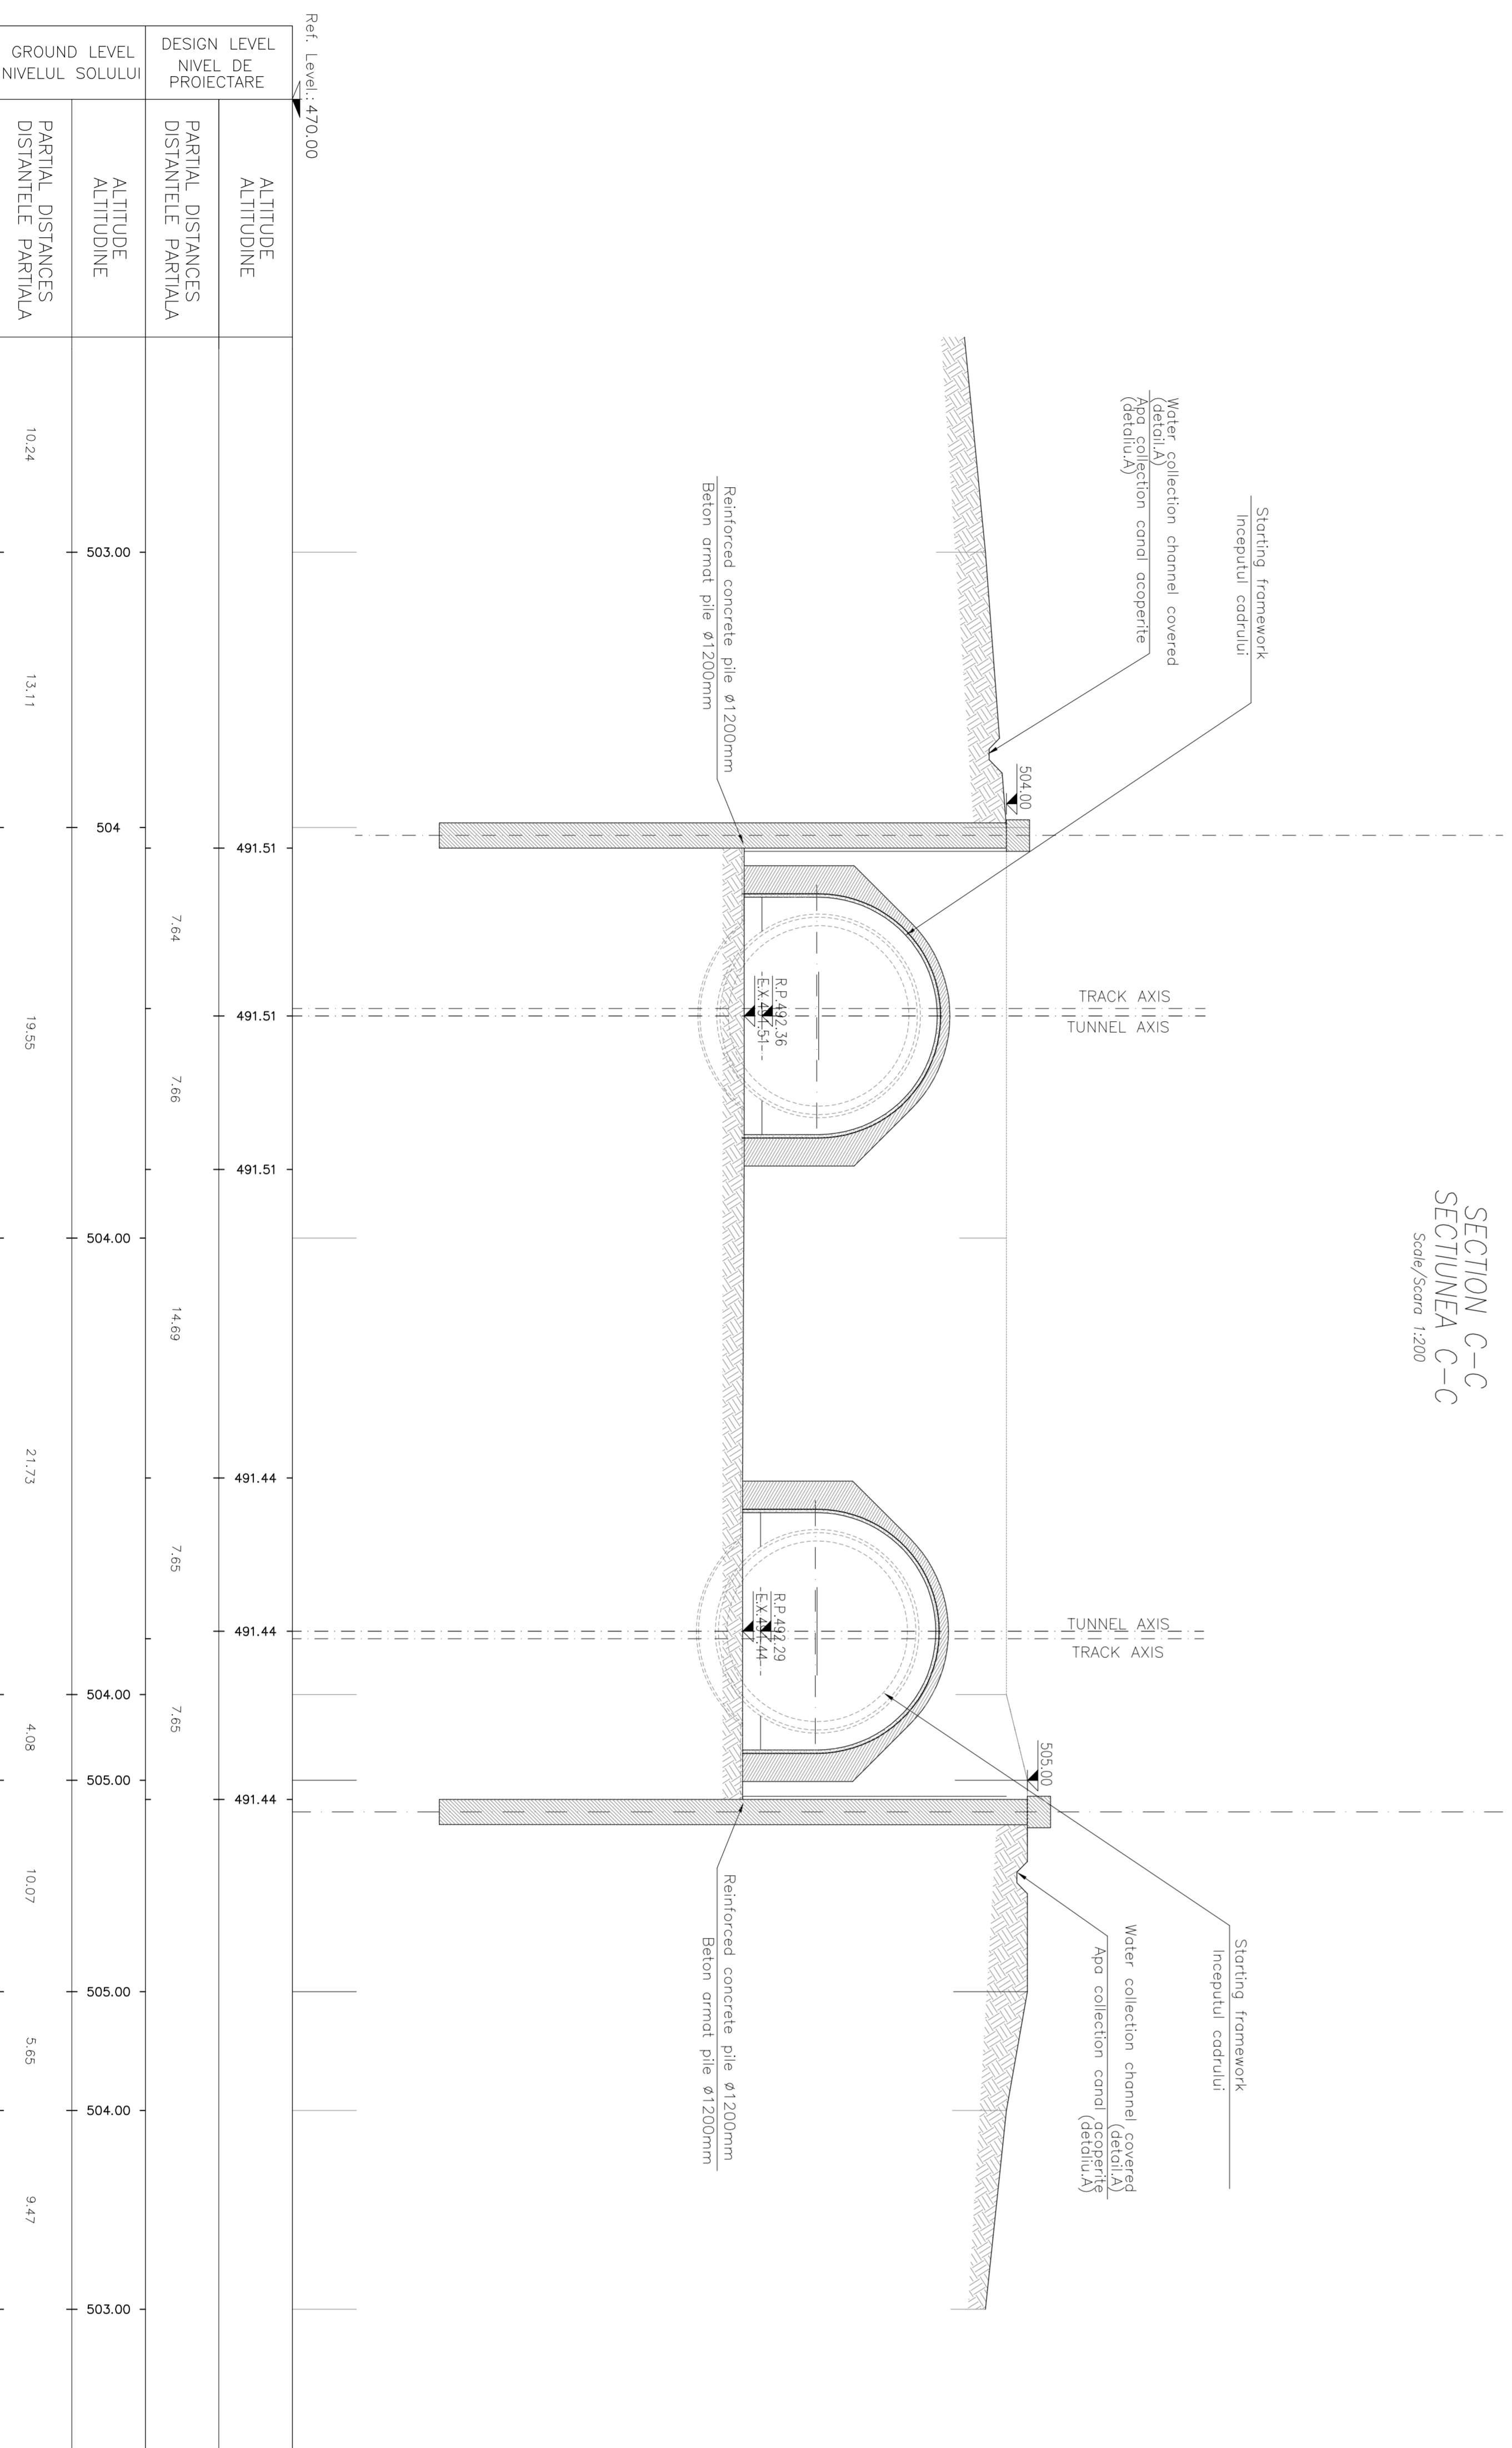 SECTION C-C
SECTIUNEA C-C
Scale/Scara 1:200
Starting framework
Inceputul cadrului
Water collection channel covered
(detail.A)
Apa collection canal acoperite
(detaliu.A)
504.00
TRACK AXIS
TUNNEL AXIS
TUNNEL AXIS
TRACK AXIS
505.00
Starting framework
Inceputul cadrului
Water collection channel covered
(detail.A)
Apa collection canal acoperite
(detaliu.A)
R.P.492.36
E.X.491.51
R.P.492.29
E.X.491.44
Reinforced concrete pile Ø1200mm
Beton armat pile Ø1200mm
Reinforced concrete pile Ø1200mm
Beton armat pile Ø1200mm
Ref. Level.: 470.00
DESIGN LEVEL
NIVEL DE
PROIECTARE
ALTITUDE
ALTITUDINE
491.51 491.51 491.51 491.44 491.44 491.44
PARTIAL DISTANCES
DISTANTELE PARTIALA
7.64 7.66 14.69 7.65 7.65
GROUND LEVEL
NIVELUL SOLULUI
ALTITUDE
ALTITUDINE
503.00 504 504.00 504.00 505.00 505.00 504.00 503.00
PARTIAL DISTANCES
DISTANTELE PARTIALA
10.24 13.11 19.55 21.73 4.08 10.07 5.65 9.47